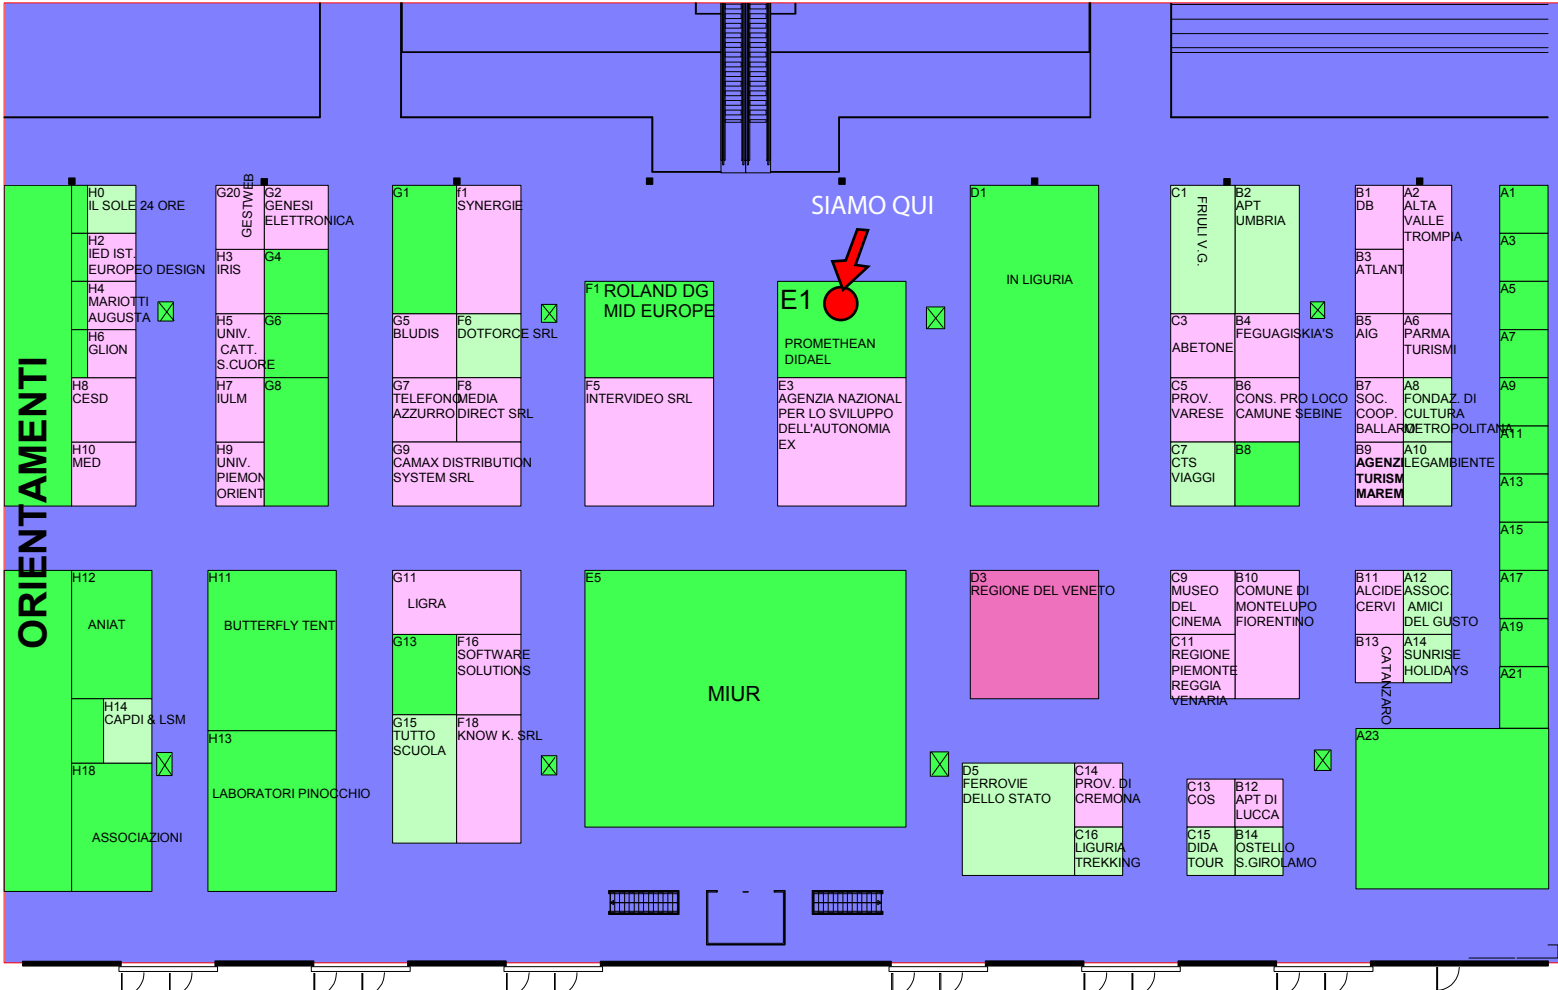 SIAMO QUI
ORIENTAMENTI
H0
IL SOLE 24 ORE
H2
IED IST.
EUROPEO DESIGN
H4
MARIOTTI
AUGUSTA
H6
GLION
H8
CESD
H10
MED
G20
GESTWEB
G2
GENESI
ELETTRONICA
H3
IRIS
G4
H5
UNIV.
CATT.
S.CUORE
G6
H7
IULM
G8
H9
UNIV.
PIEMON
ORIENT
G1
f1
SYNERGIE
G5
BLUDIS
F6
DOTFORCE SRL
G7
TELEFONO
AZZURRO
F8
MEDIA
DIRECT SRL
G9
CAMAX DISTRIBUTION
SYSTEM SRL
F1 ROLAND DG
MID EUROPE
F5
INTERVIDEO SRL
E1
PROMETHEAN
DIDAEL
E3
AGENZIA NAZIONAL
PER LO SVILUPPO
DELL'AUTONOMIA
EX
D1
IN LIGURIA
C1
FRIULI V.G.
B2
APT
UMBRIA
C3
ABETONE
B4
FEGUAGISKIA'S
C5
PROV.
VARESE
B6
CONS. PRO LOCO
CAMUNE SEBINE
C7
CTS
VIAGGI
B8
B1
DB
A2
ALTA
VALLE
TROMPIA
B3
ATLANT
B5
AIG
A6
PARMA
TURISMI
B7
SOC.
COOP.
BALLARO
A8
FONDAZ. DI
CULTURA
METROPOLITANA
B9
AGENZI
TURISM
MAREM
A10
LEGAMBIENTE
A1
A3
A5
A7
A9
A11
A13
A15
A17
A19
A21
A23
H12
ANIAT
H14
CAPDI & LSM
H18
ASSOCIAZIONI
H11
BUTTERFLY TENT
H13
LABORATORI PINOCCHIO
G11
LIGRA
G13
F16
SOFTWARE
SOLUTIONS
G15
TUTTO
SCUOLA
F18
KNOW K. SRL
E5
MIUR
D3
REGIONE DEL VENETO
D5
FERROVIE
DELLO STATO
C14
PROV. DI
CREMONA
C16
LIGURIA
TREKKING
C9
MUSEO
DEL
CINEMA
B10
COMUNE DI
MONTELUPO
FIORENTINO
C11
REGIONE
PIEMONTE
REGGIA
VENARIA
C13
COS
B12
APT DI
LUCCA
C15
DIDA
TOUR
B14
OSTELLO
S.GIROLAMO
B11
ALCIDE
CERVI
A12
ASSOC.
AMICI
DEL GUSTO
B13
CATANZARO
A14
SUNRISE
HOLIDAYS